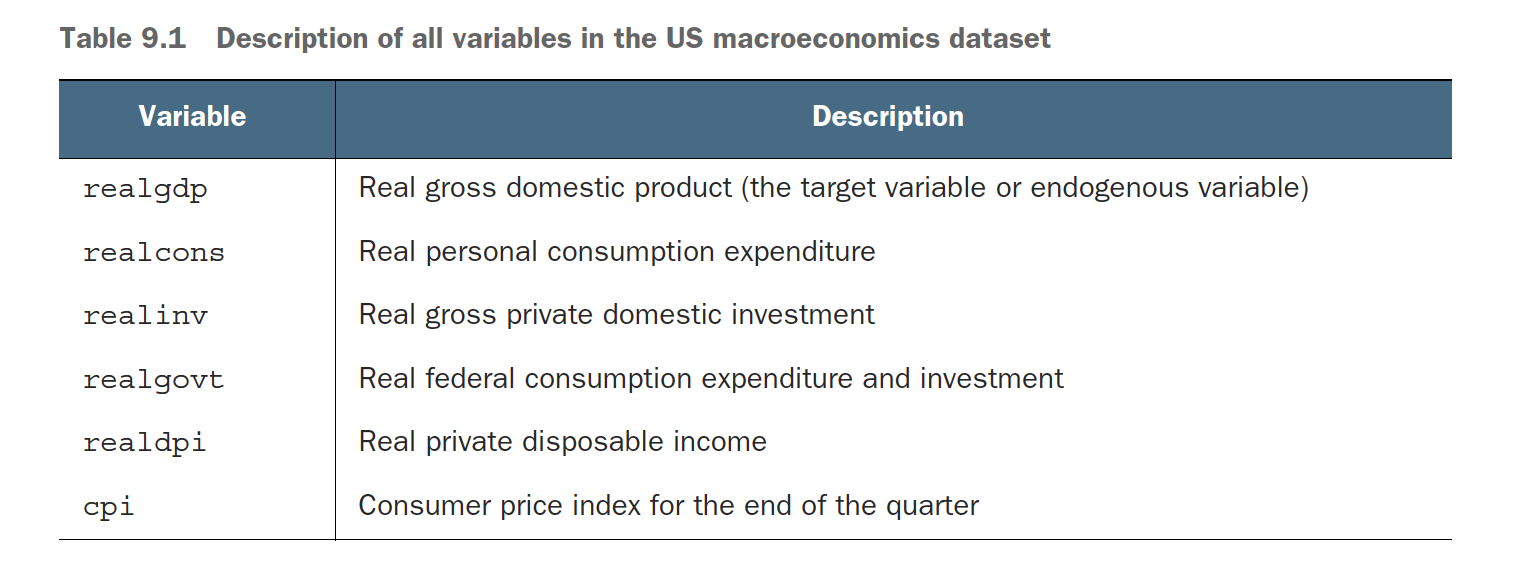 Table 9.1 Description of all variables in the US macroeconomics dataset
Variable Description
realgdp Real gross domestic product (the target variable or endogenous variable)
realcons Real personal consumption expenditure
realinv Real gross private domestic investment
realgovt Real federal consumption expenditure and investment
realdpi Real private disposable income
cpi Consumer price index for the end of the quarter